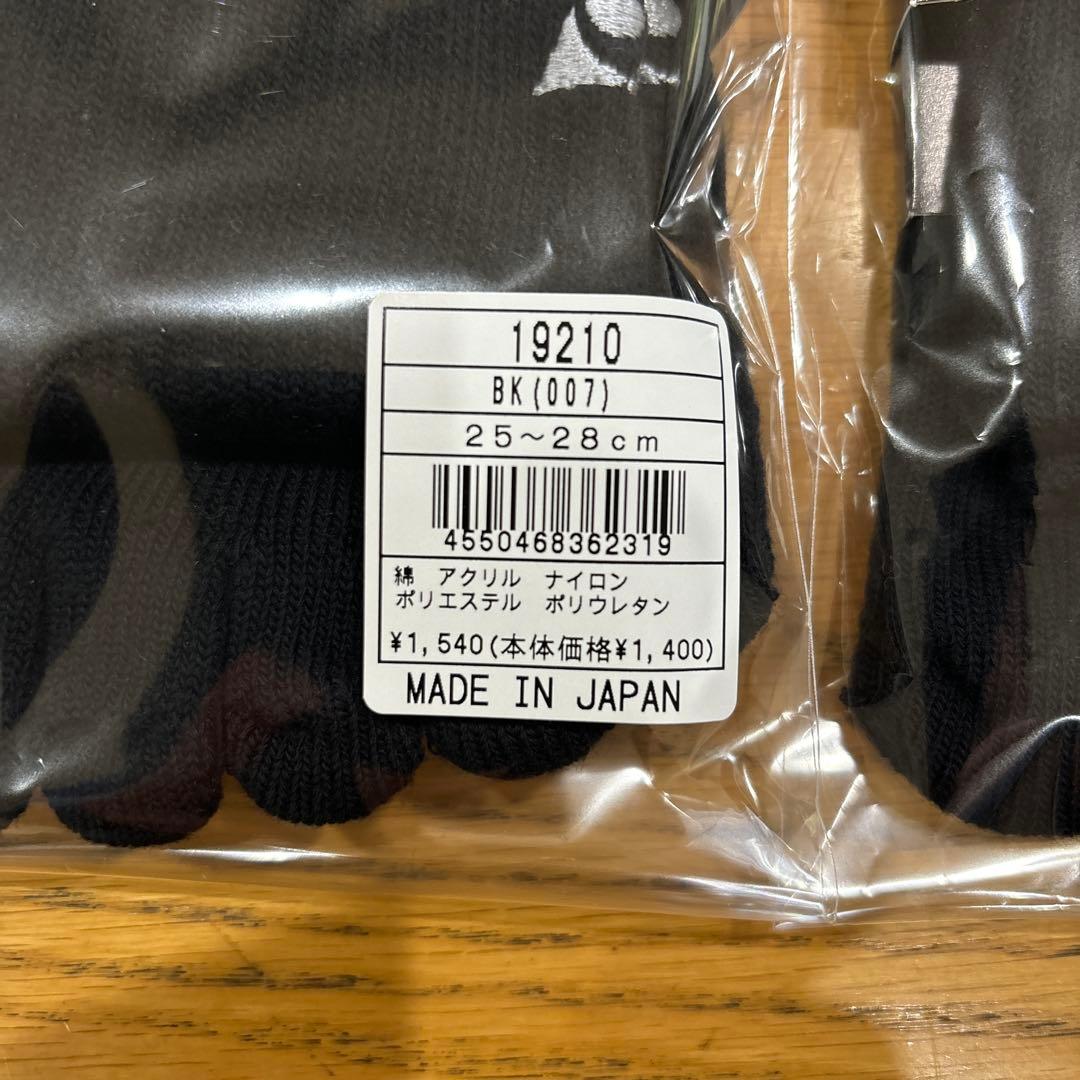 19210
BK(007)
25～28cm
4550468362319
綿 アクリル ナイロン
ポリエステル ポリウレタン
¥1,540(本体価格¥1,400)
MADE IN JAPAN